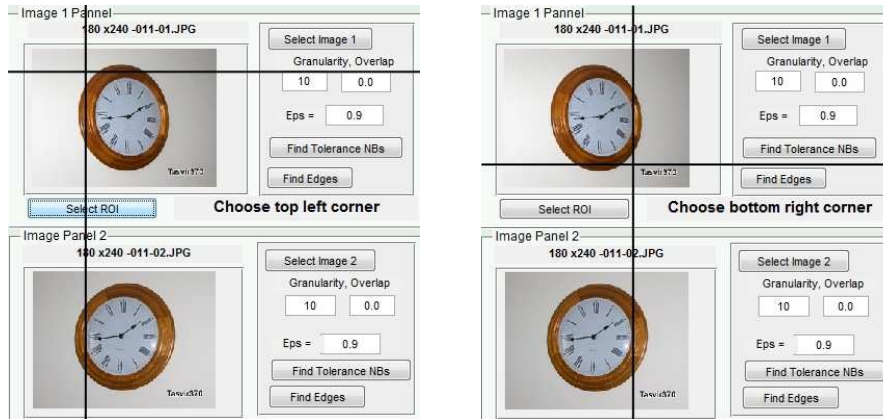 Image 1 Pannel
180 x240 -011-01.JPG
Select Image 1
Granularity, Overlap
10 0.0
Eps = 0.9
Find Tolerance NBs
Tasvir370
Find Edges
Select ROI
Choose top left corner
Image Panel 2
180 x240 -011-02.JPG
Select Image 2
Granularity, Overlap
10 0.0
Eps = 0.9
Find Tolerance NBs
Tasvir370
Find Edges
Image 1 Pannel
180 x240 -011-01.JPG
Select Image 1
Granularity, Overlap
10 0.0
Eps = 0.9
Find Tolerance NBs
Tasvir370
Find Edges
Select ROI
Choose bottom right corner
Image Panel 2
180 x240 -011-02.JPG
Select Image 2
Granularity, Overlap
10 0.0
Eps = 0.9
Find Tolerance NBs
Tasvir370
Find Edges